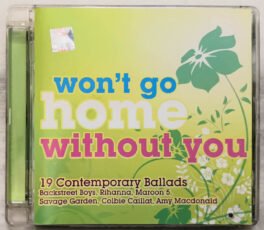 won't go
home
without you
19 Contemporary Ballads
Backstreet Boys, Rihanna, Maroon 5,
Savage Garden, Colbie Caillat, Amy Macdonald